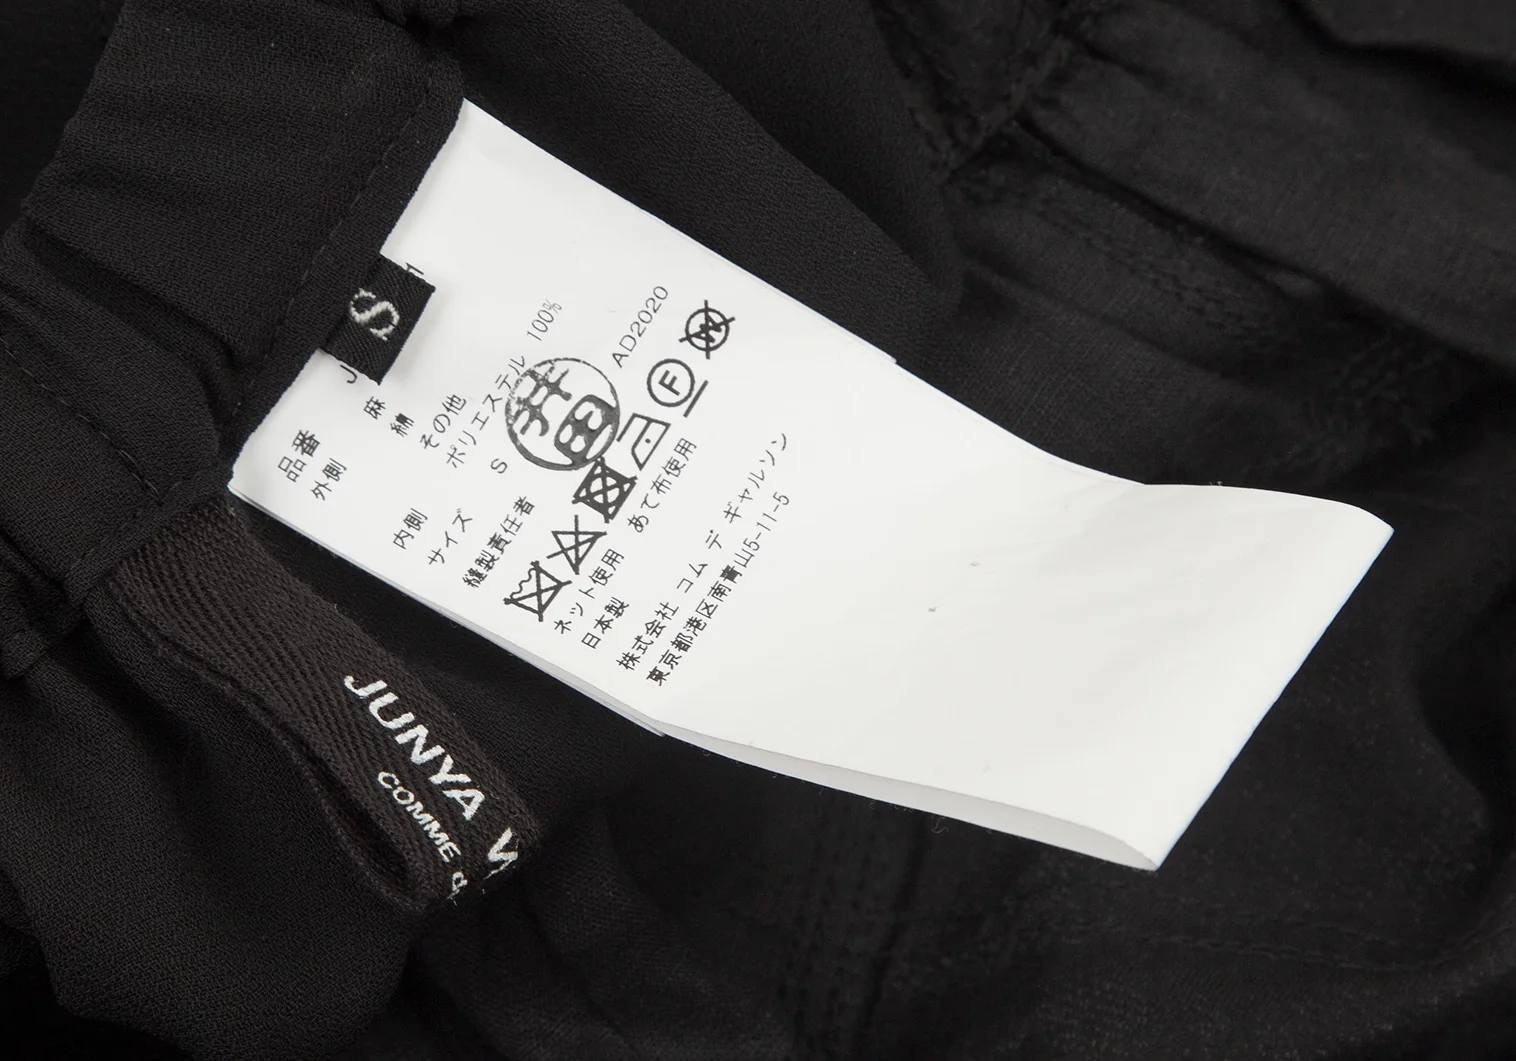 S
品番 J
外側 麻
綿
その他
内側 ポリエステル 100%
サイズ S
縫製責任者 井田
AD2020
W
F
ネット使用 あて布使用
日本製
株式会社 コム デ ギャルソン
東京都港区南青山5-11-5
JUNYA W
COMME